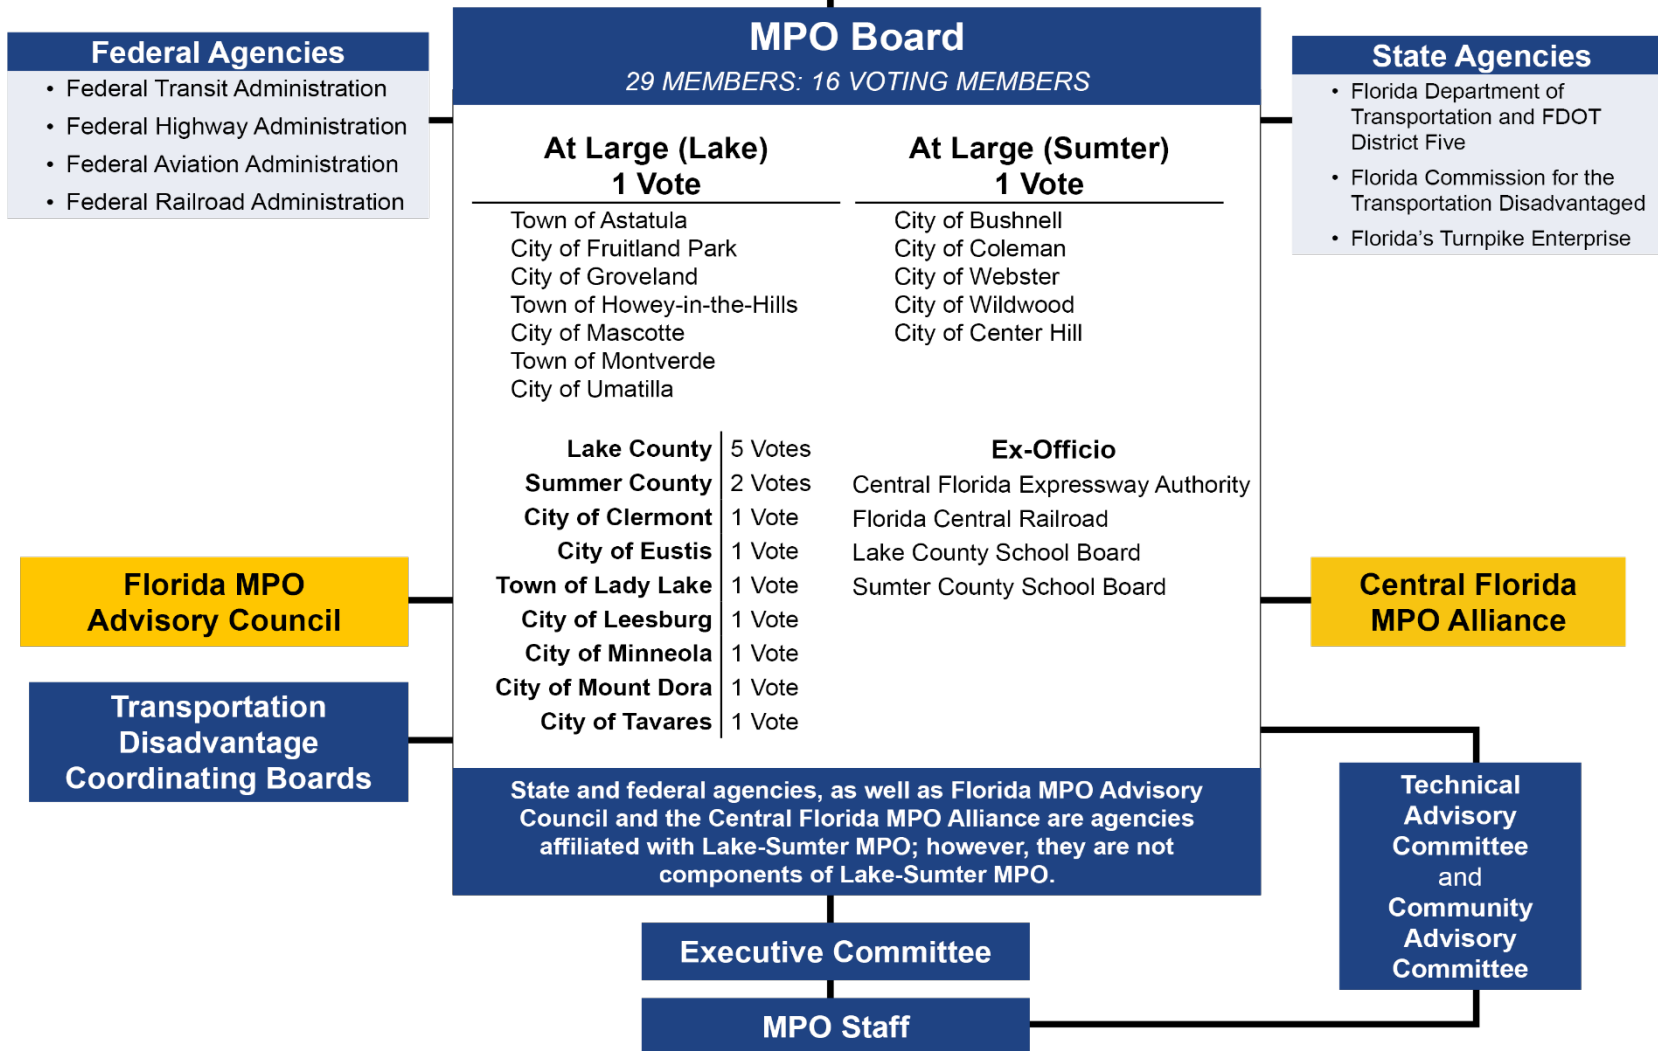 MPO Board
29 MEMBERS: 16 VOTING MEMBERS
Federal Agencies
• Federal Transit Administration
• Federal Highway Administration
• Federal Aviation Administration
• Federal Railroad Administration
State Agencies
• Florida Department of
Transportation and FDOT
District Five
• Florida Commission for the
Transportation Disadvantaged
• Florida's Turnpike Enterprise
At Large (Lake)
1 Vote
Town of Astatula
City of Fruitland Park
City of Groveland
Town of Howey-in-the-Hills
City of Mascotte
Town of Montverde
City of Umatilla
At Large (Sumter)
1 Vote
City of Bushnell
City of Coleman
City of Webster
City of Wildwood
City of Center Hill
Lake County 5 Votes
Summer County 2 Votes
City of Clermont 1 Vote
City of Eustis 1 Vote
Town of Lady Lake 1 Vote
City of Leesburg 1 Vote
City of Minneola 1 Vote
City of Mount Dora 1 Vote
City of Tavares 1 Vote
Ex-Officio
Central Florida Expressway Authority
Florida Central Railroad
Lake County School Board
Sumter County School Board
Florida MPO
Advisory Council
Central Florida
MPO Alliance
Transportation
Disadvantage
Coordinating Boards
State and federal agencies, as well as Florida MPO Advisory
Council and the Central Florida MPO Alliance are agencies
affiliated with Lake-Sumter MPO; however, they are not
components of Lake-Sumter MPO.
Technical
Advisory
Committee
and
Community
Advisory
Committee
Executive Committee
MPO Staff